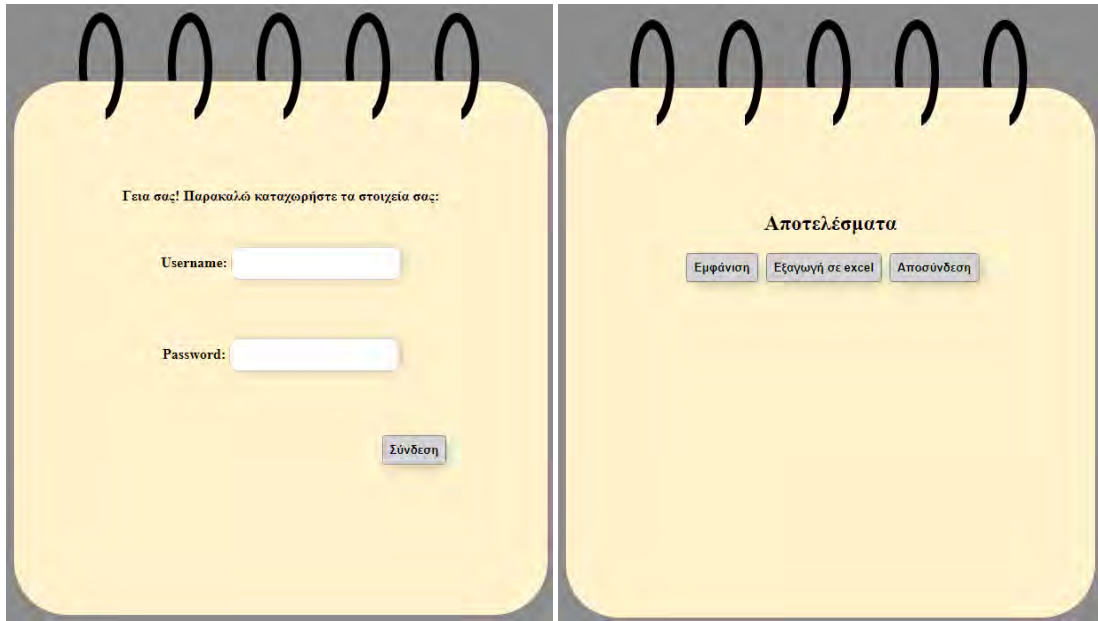 Γεια σας! Παρακαλώ καταχωρήστε τα στοιχεία σας:
Username:
Password:
Σύνδεση
Αποτελέσματα
Εμφάνιση Εξαγωγή σε excel Αποσύνδεση